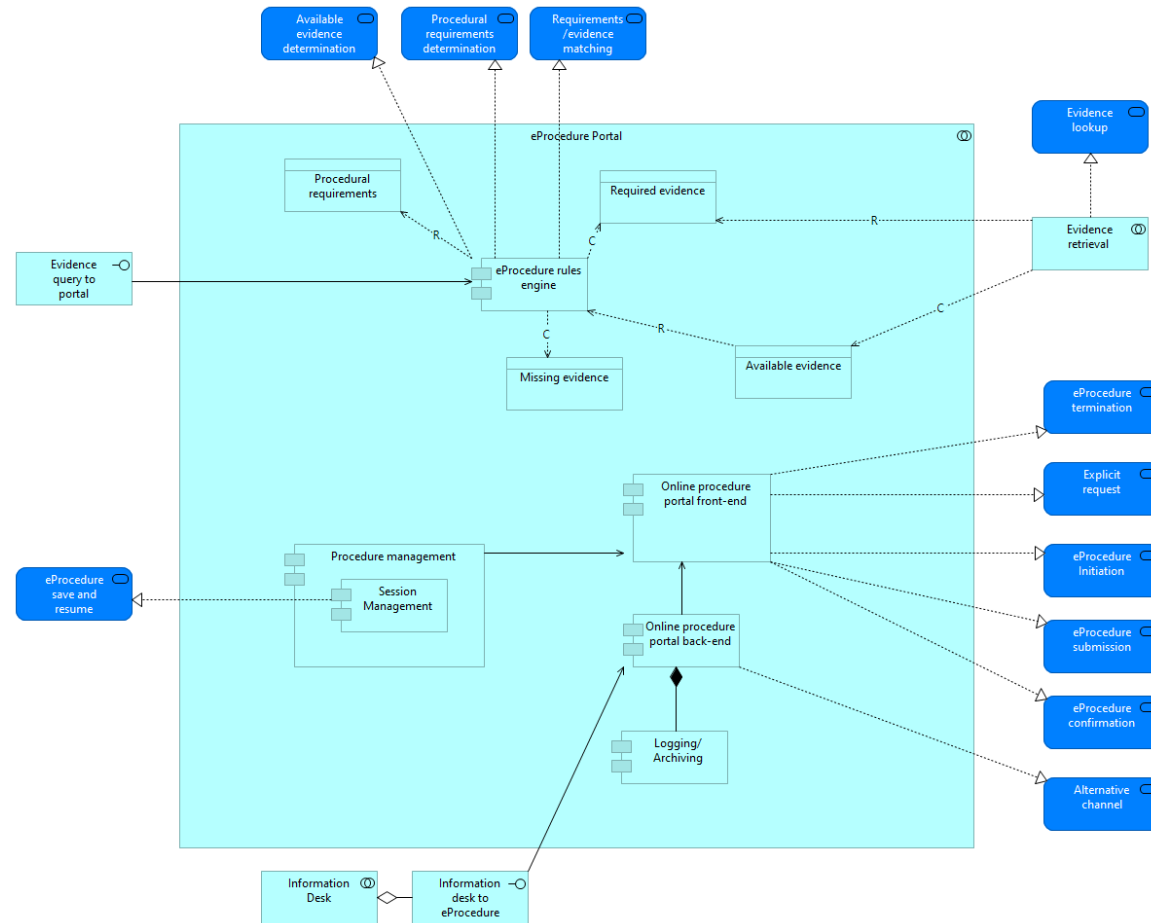 Available
evidence
determination
Procedural
requirements
determination
Requirements
/evidence
matching
Evidence
lookup
eProcedure Portal
Procedural
requirements
Required evidence
R
R
C
Evidence
retrieval
Evidence
query to
portal
eProcedure rules
engine
C
R
C
Missing evidence
Available evidence
eProcedure
termination
Explicit
request
Online procedure
portal front-end
eProcedure
Initiation
Procedure management
Session
Management
eProcedure
save and
resume
Online procedure
portal back-end
eProcedure
submission
eProcedure
confirmation
Logging/
Archiving
Alternative
channel
Information
Desk
Information
desk to
eProcedure